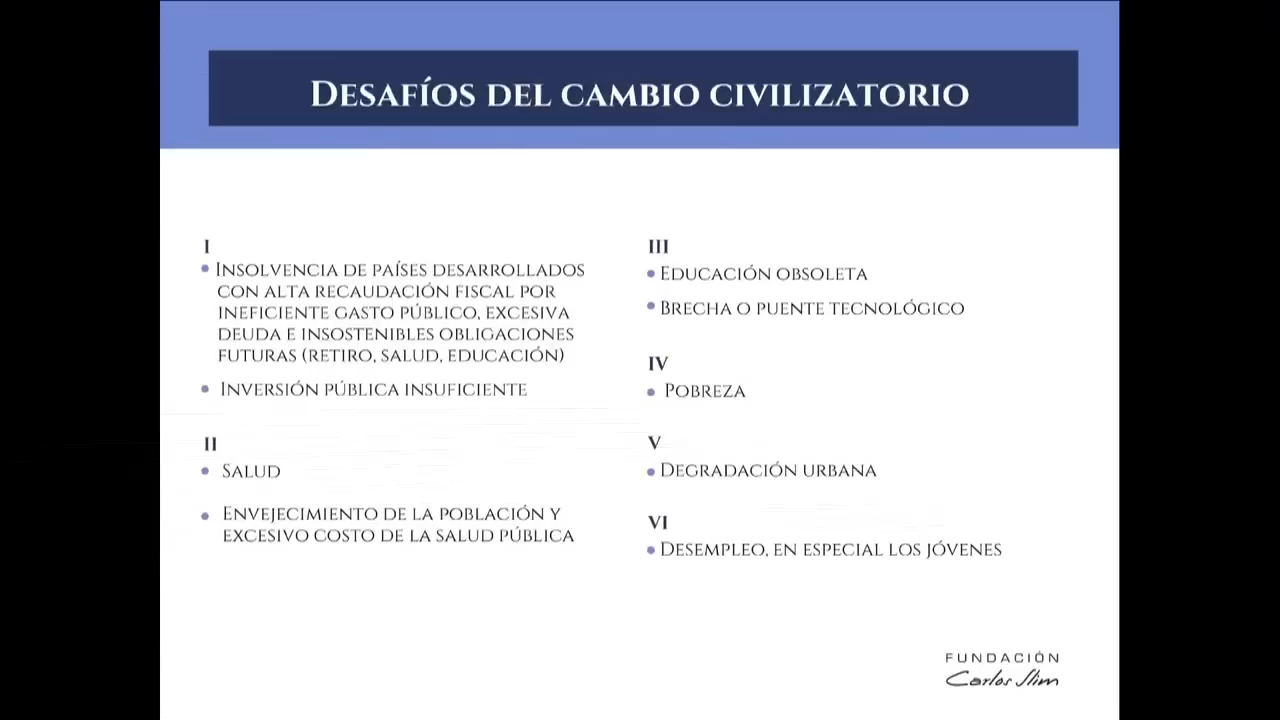 Desafíos del cambio civilizatorio
I
• Insolvencia de países desarrollados
con alta recaudación fiscal por
ineficiente gasto público, excesiva
deuda e insostenibles obligaciones
futuras (retiro, salud, educación)
• Inversión pública insuficiente
II
• Salud
• Envejecimiento de la población y
excesivo costo de la salud pública
III
• Educación obsoleta
• Brecha o puente tecnológico
IV
• Pobreza
V
• Degradación urbana
VI
• Desempleo, en especial los jóvenes
FUNDACIÓN
Carlos Slim